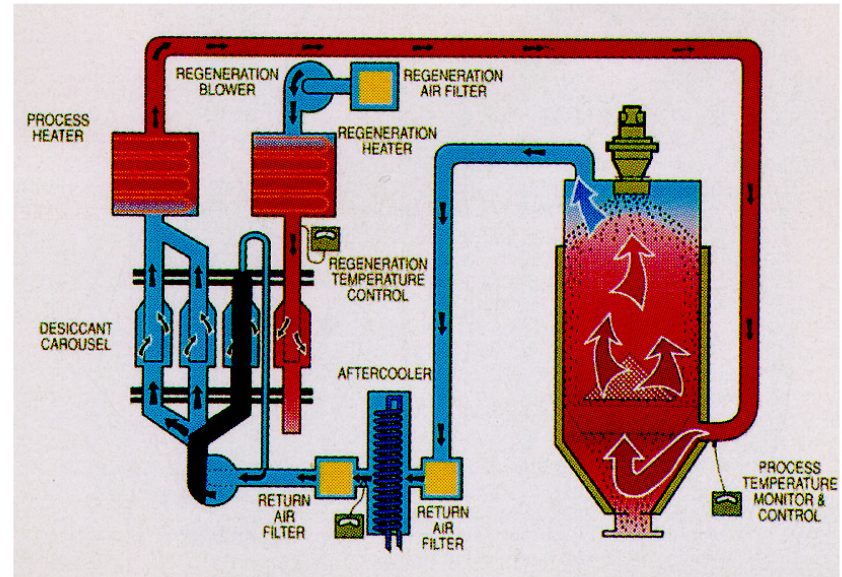 REGENERATION
BLOWER
REGENERATION
AIR FILTER
PROCESS
HEATER
REGENERATION
HEATER
REGENERATION
TEMPERATURE
CONTROL
DESICCANT
CAROUSEL
AFTERCOOLER
RETURN
AIR
FILTER
RETURN
AIR
FILTER
PROCESS
TEMPERATURE
MONITOR &
CONTROL